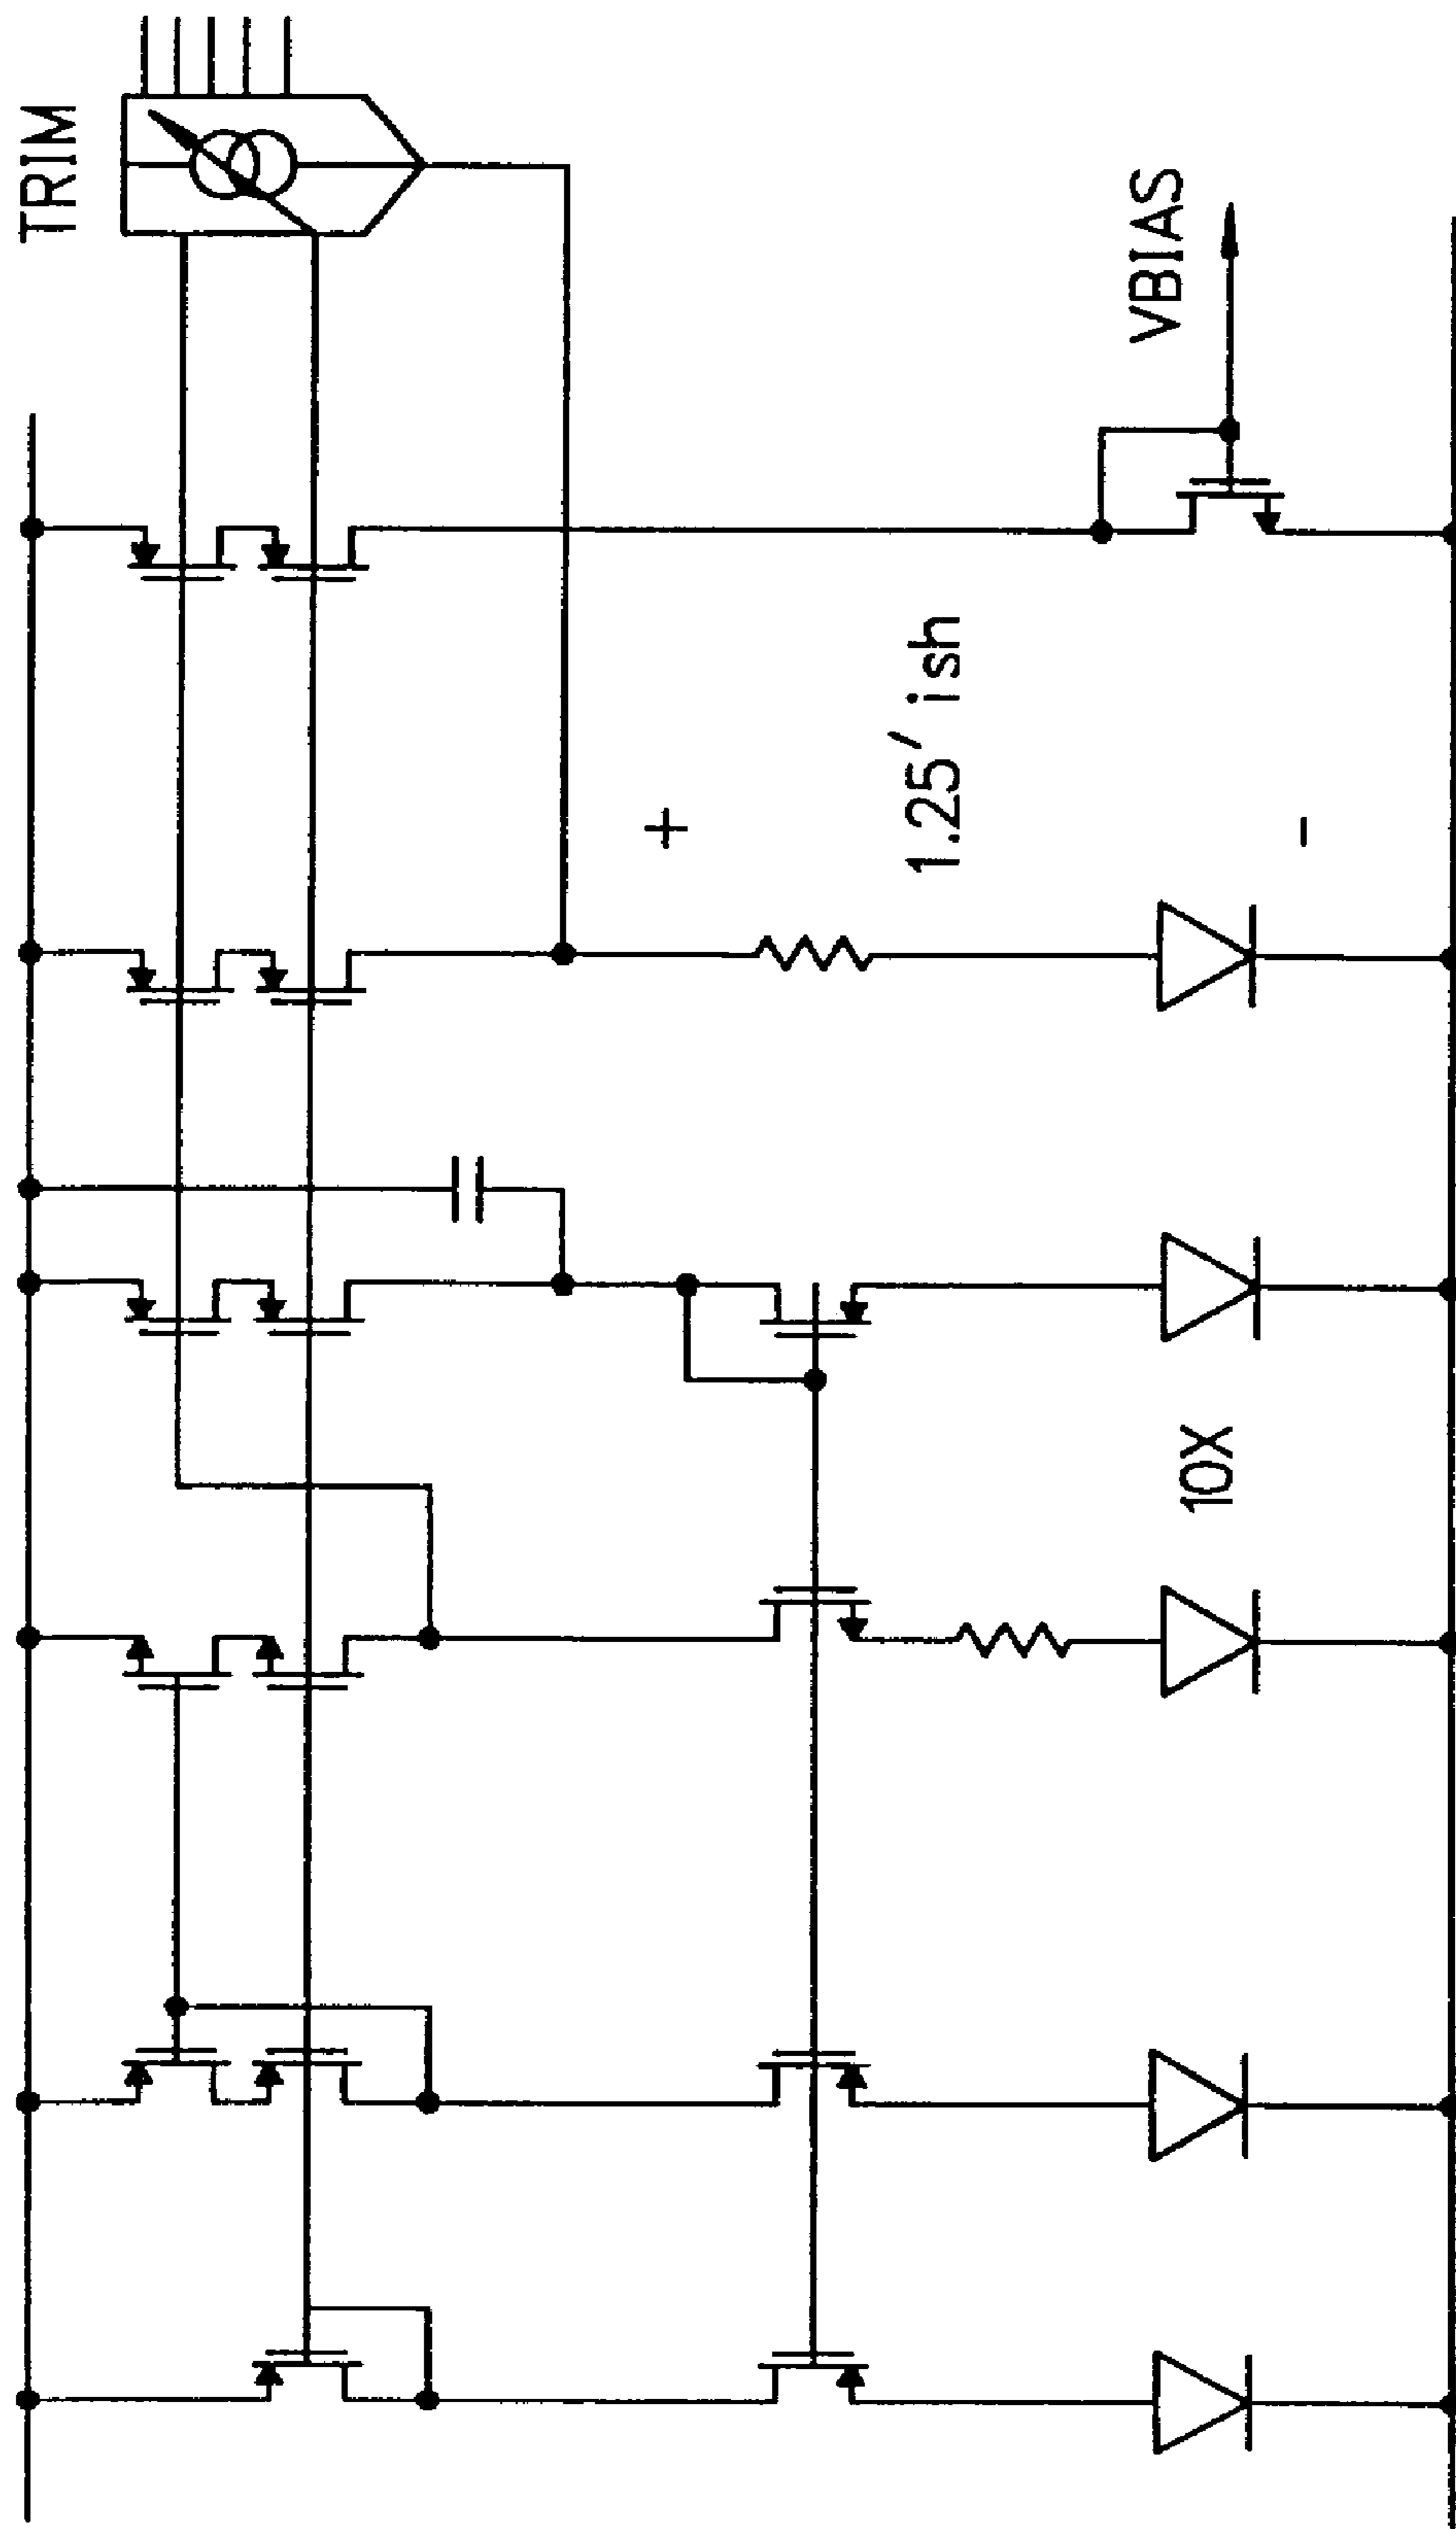 TRIM
VBIAS
1.25' ish
+
-
10X